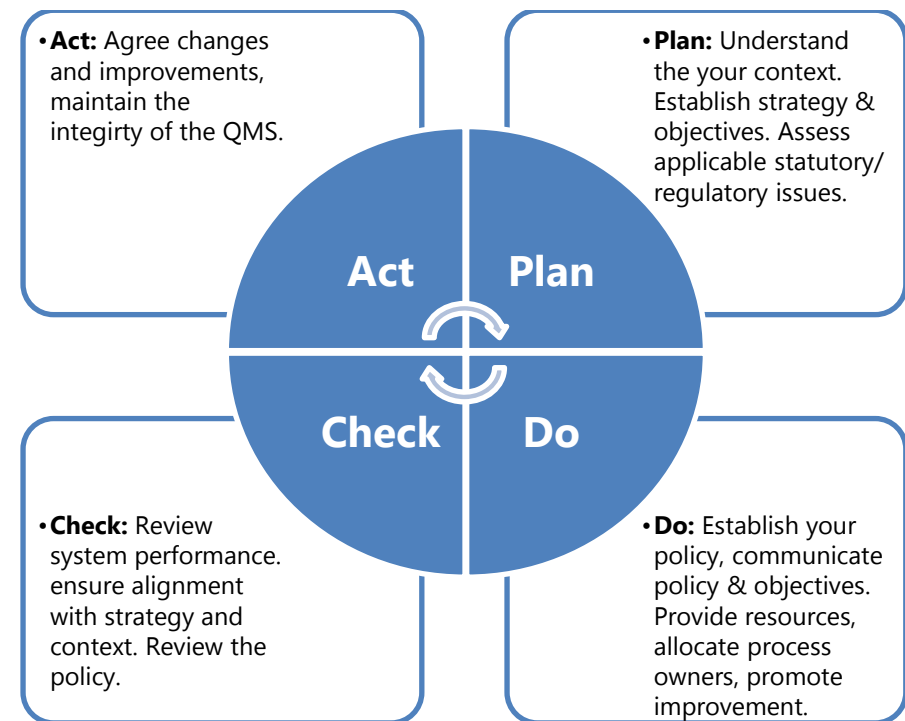 •Act: Agree changes
and improvements,
maintain the
integirty of the QMS.
•Plan: Understand
the your context.
Establish strategy &
objectives. Assess
applicable statutory/
regulatory issues.
Act
Plan
Check
Do
•Check: Review
system performance.
ensure alignment
with strategy and
context. Review the
policy.
•Do: Establish your
policy, communicate
policy & objectives.
Provide resources,
allocate process
owners, promote
improvement.